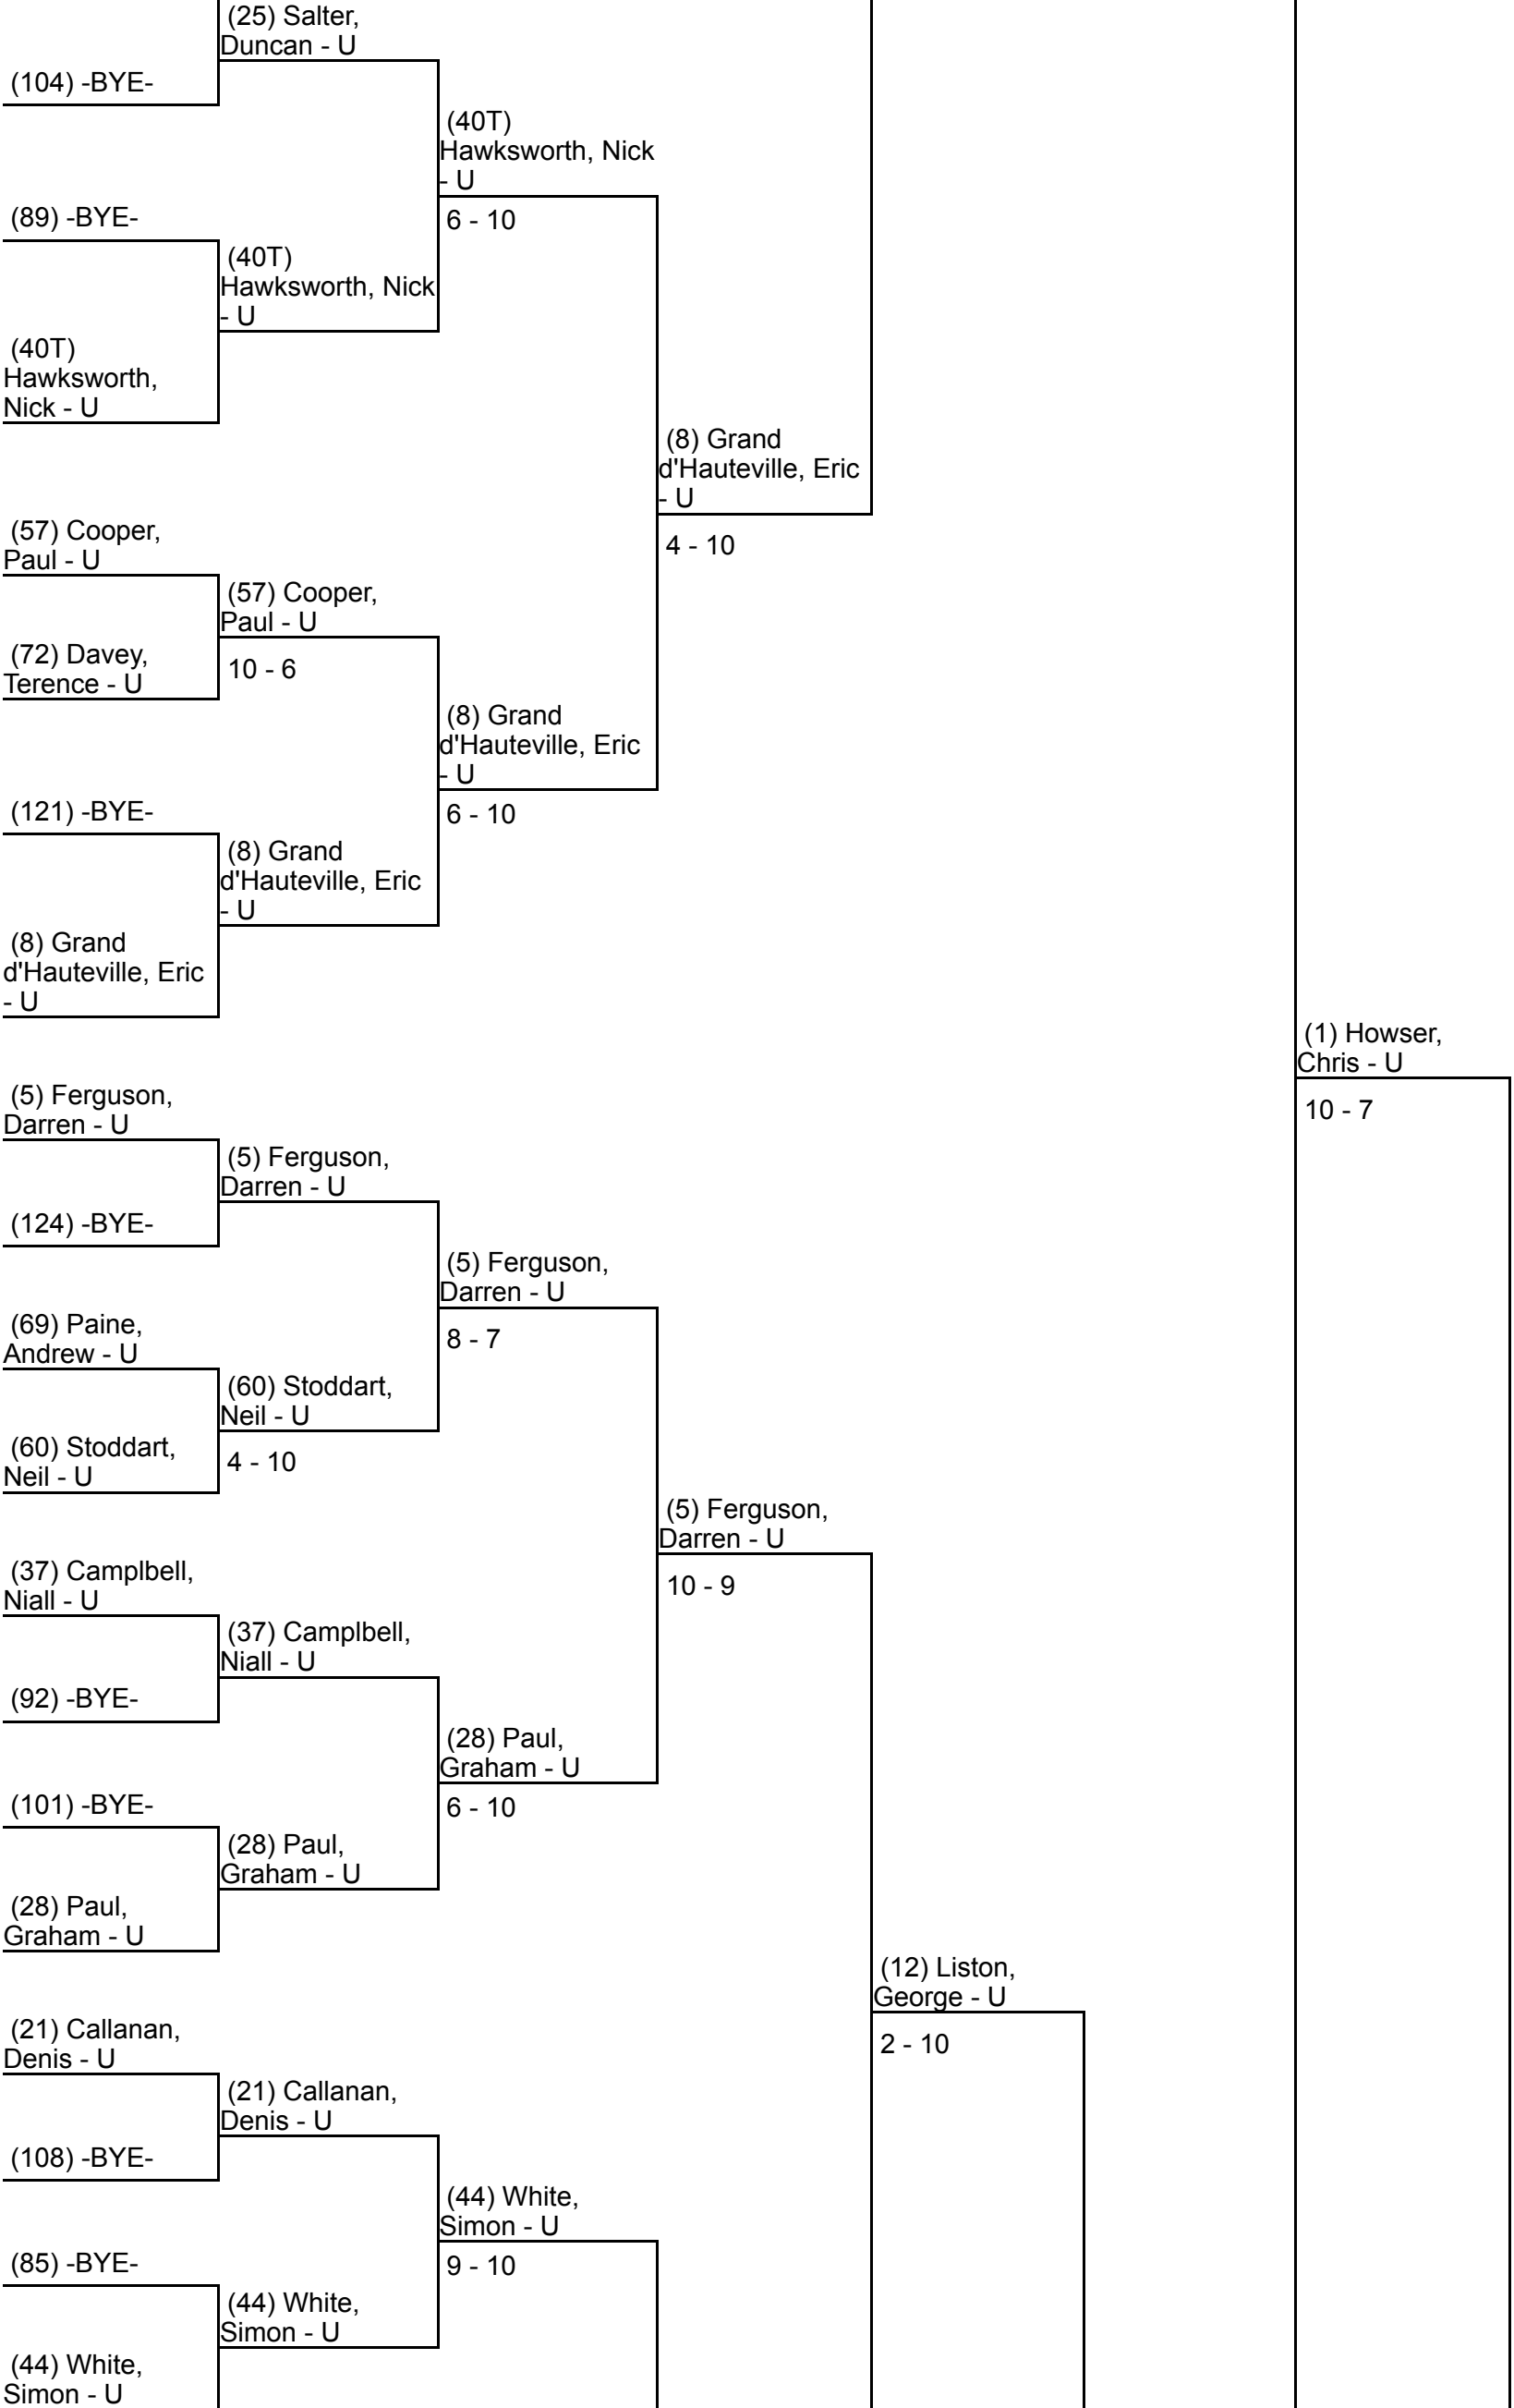 (25) Salter,
Duncan - U
(104) -BYE-
(40T)
Hawksworth, Nick
- U
6 - 10
(89) -BYE-
(40T)
Hawksworth, Nick
- U
(40T)
Hawksworth,
Nick - U
(8) Grand
d'Hauteville, Eric
- U
4 - 10
(57) Cooper,
Paul - U
(57) Cooper,
Paul - U
10 - 6
(72) Davey,
Terence - U
(8) Grand
d'Hauteville, Eric
- U
6 - 10
(121) -BYE-
(8) Grand
d'Hauteville, Eric
- U
(8) Grand
d'Hauteville, Eric
- U
(1) Howser,
Chris - U
10 - 7
(5) Ferguson,
Darren - U
(5) Ferguson,
Darren - U
(124) -BYE-
(5) Ferguson,
Darren - U
8 - 7
(69) Paine,
Andrew - U
(60) Stoddart,
Neil - U
4 - 10
(60) Stoddart,
Neil - U
(5) Ferguson,
Darren - U
10 - 9
(37) Camplbell,
Niall - U
(37) Camplbell,
Niall - U
(92) -BYE-
(28) Paul,
Graham - U
6 - 10
(101) -BYE-
(28) Paul,
Graham - U
(28) Paul,
Graham - U
(12) Liston,
George - U
2 - 10
(21) Callanan,
Denis - U
(21) Callanan,
Denis - U
(108) -BYE-
(44) White,
Simon - U
9 - 10
(85) -BYE-
(44) White,
Simon - U
(44) White,
Simon - U